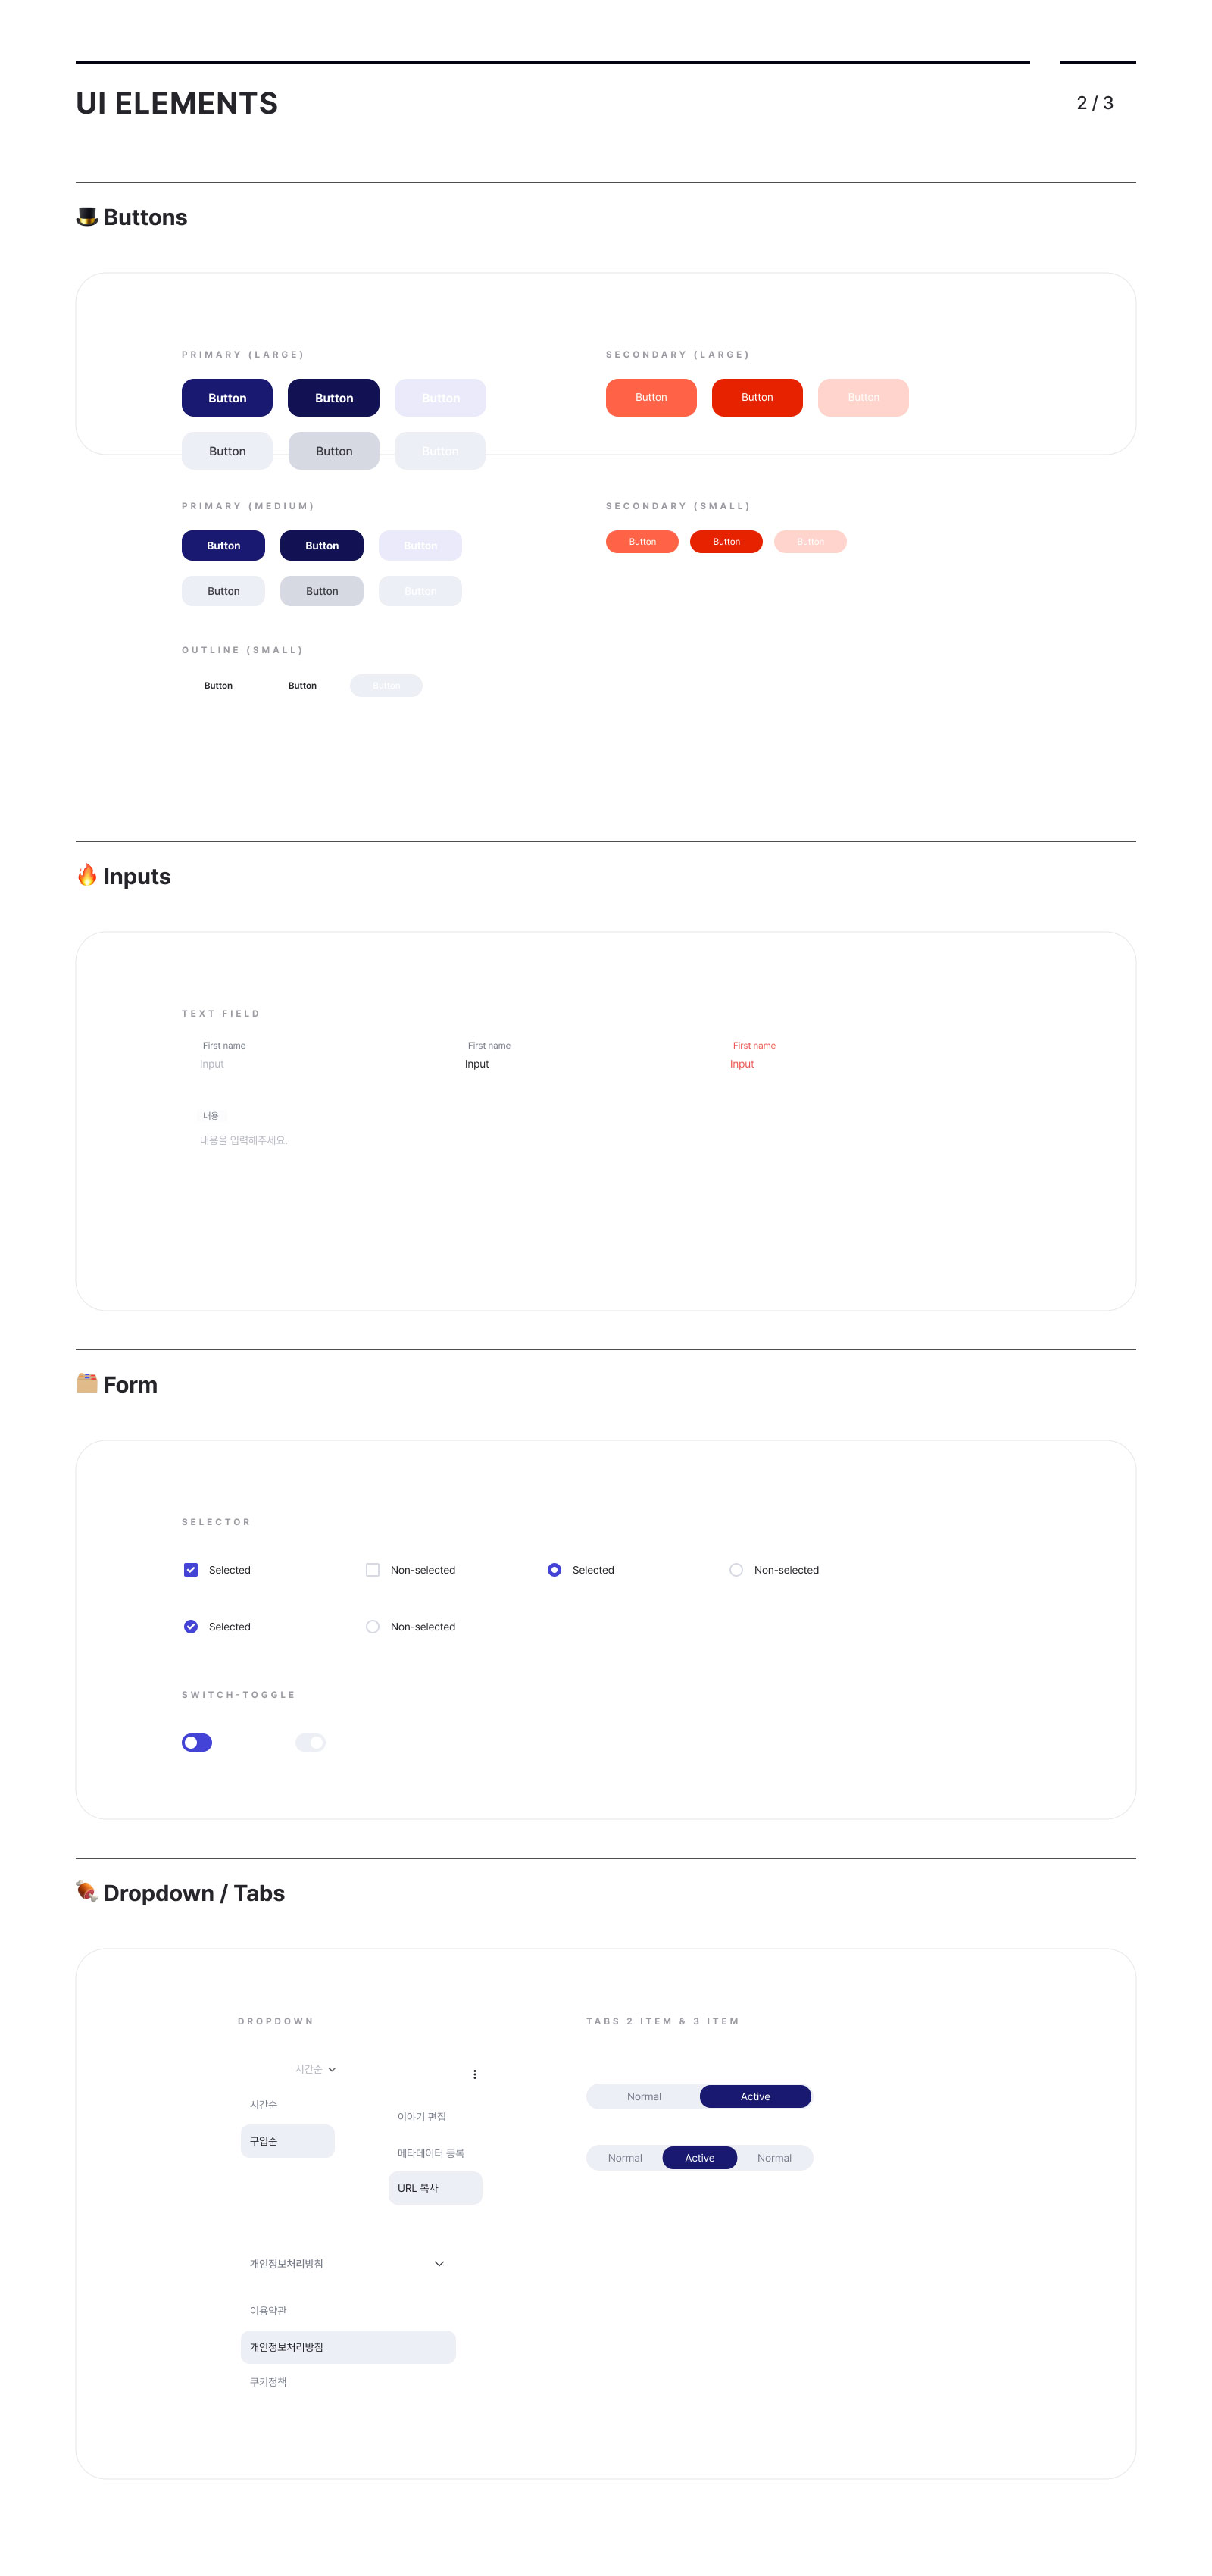 UI ELEMENTS
2 / 3
Buttons
PRIMARY (LARGE)
Button Button Button
Button Button Button
SECONDARY (LARGE)
Button Button Button
PRIMARY (MEDIUM)
Button Button Button
Button Button Button
SECONDARY (SMALL)
Button Button Button
OUTLINE (SMALL)
Button Button Button
Inputs
TEXT FIELD
First name
Input
First name
Input
First name
Input
내용
내용을 입력해주세요.
Form
SELECTOR
Selected Non-selected Selected Non-selected
Selected Non-selected
SWITCH-TOGGLE
Dropdown / Tabs
DROPDOWN
시간순
시간순
구입순
이야기 편집
메타데이터 등록
URL 복사
개인정보처리방침
이용약관
개인정보처리방침
쿠키정책
TABS 2 ITEM & 3 ITEM
Normal Active
Normal Active Normal